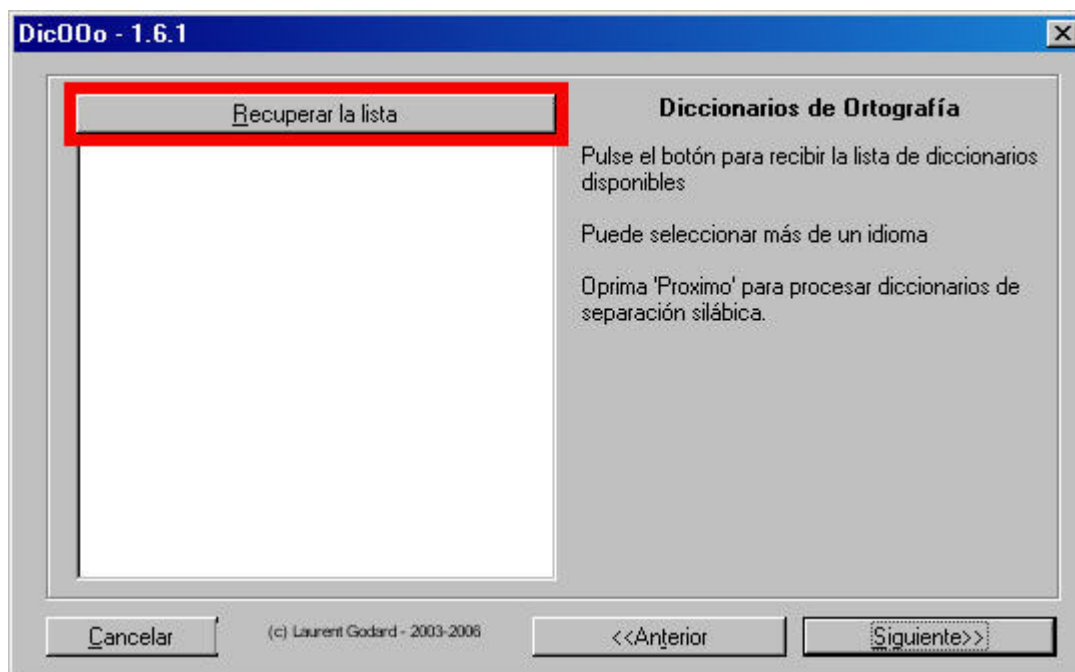 DicOOo - 1.6.1
Recuperar la lista
Diccionarios de Ortografía
Pulse el botón para recibir la lista de diccionarios
disponibles
Puede seleccionar más de un idioma
Oprima 'Proximo' para procesar diccionarios de
separación silábica.
Cancelar
(c) Laurent Godard - 2003-2006
<<Anterior
Siguiente>>